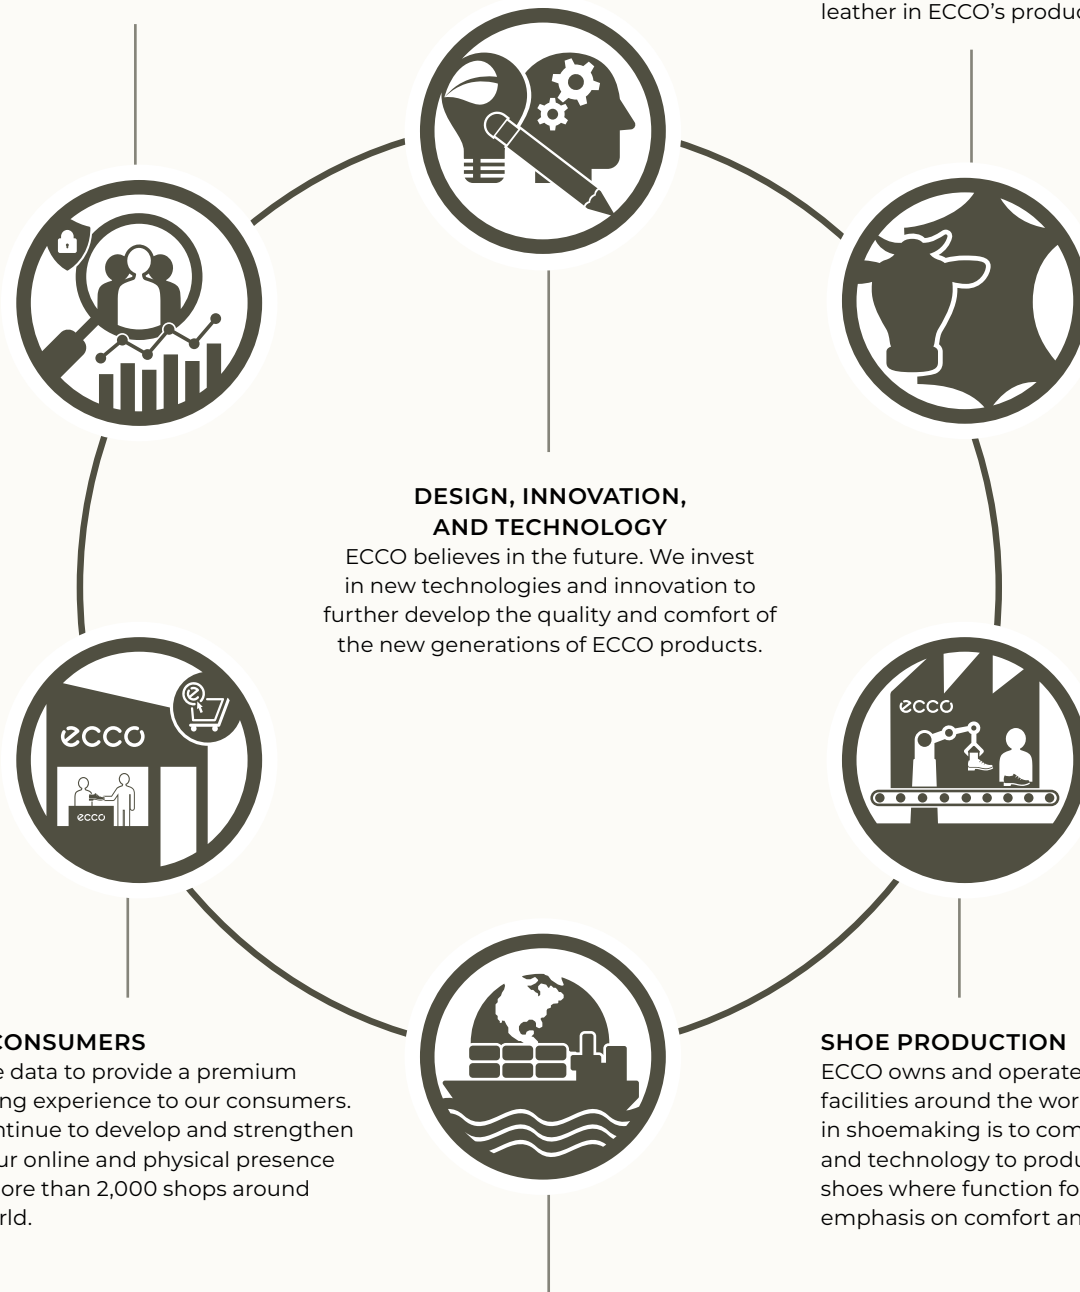 leather in ECCO's produc
DESIGN, INNOVATION,
AND TECHNOLOGY
ECCO believes in the future. We invest
in new technologies and innovation to
further develop the quality and comfort of
the new generations of ECCO products.
ecco
ecco
ecco
CONSUMERS
e data to provide a premium
ng experience to our consumers.
ntinue to develop and strengthen
ur online and physical presence
ore than 2,000 shops around
rld.
SHOE PRODUCTION
ECCO owns and operate
facilities around the wor
in shoemaking is to com
and technology to produ
shoes where function fo
emphasis on comfort an